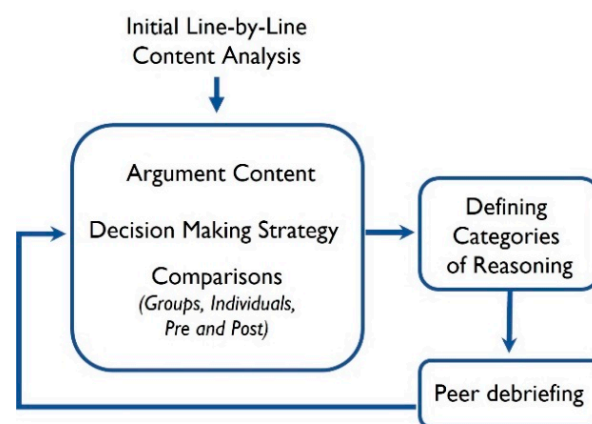 Initial Line-by-Line
Content Analysis
Argument Content
Decision Making Strategy
Comparisons
(Groups, Individuals,
Pre and Post)
Defining
Categories
of Reasoning
Peer debriefing